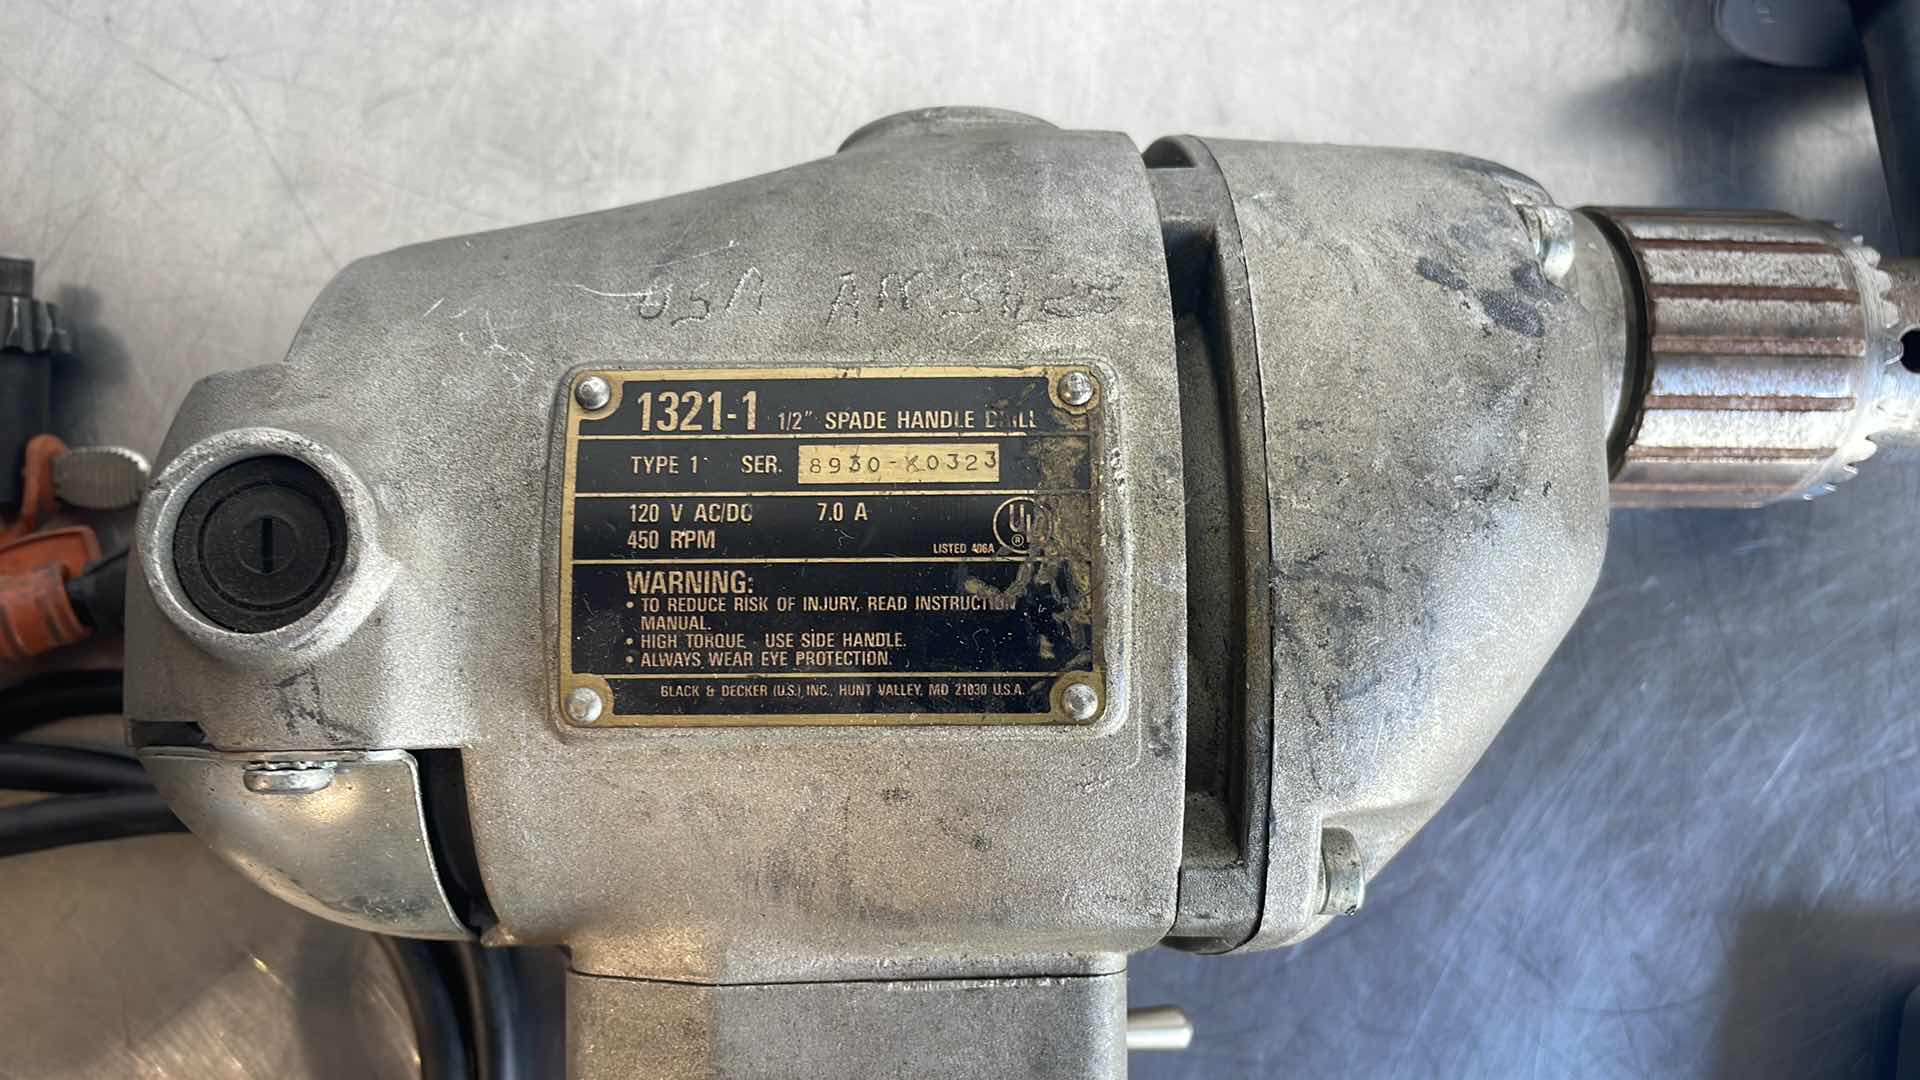 USA
1321-1 1/2" SPADE HANDLE DRILL
TYPE 1 SER. 8930-K0323
120 V AC/DC 7.0 A
450 RPM
UL
®
LISTED 406A
WARNING:
• TO REDUCE RISK OF INJURY, READ INSTRUCTION
MANUAL.
• HIGH TORQUE - USE SIDE HANDLE.
• ALWAYS WEAR EYE PROTECTION.
BLACK & DECKER (U.S.) INC., HUNT VALLEY, MD 21030 U.S.A.